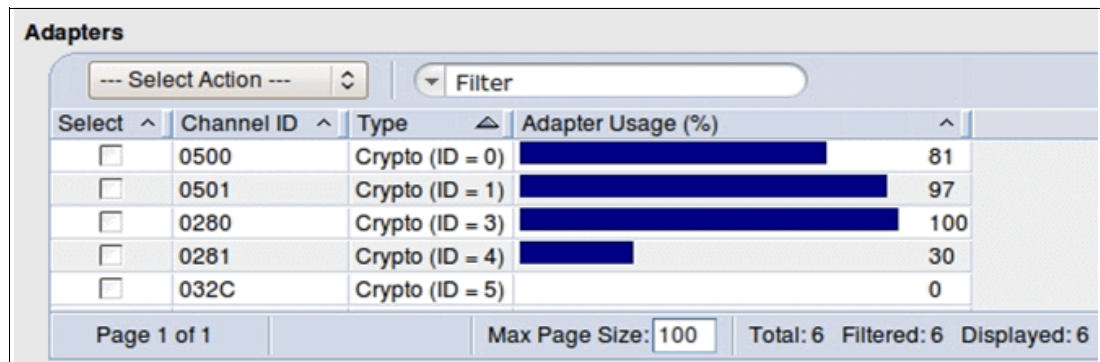 Adapters
--- Select Action --- Filter
Select Channel ID Type Adapter Usage (%)
0500 Crypto (ID = 0) 81
0501 Crypto (ID = 1) 97
0280 Crypto (ID = 3) 100
0281 Crypto (ID = 4) 30
032C Crypto (ID = 5) 0
Page 1 of 1 Max Page Size: 100 Total: 6 Filtered: 6 Displayed: 6